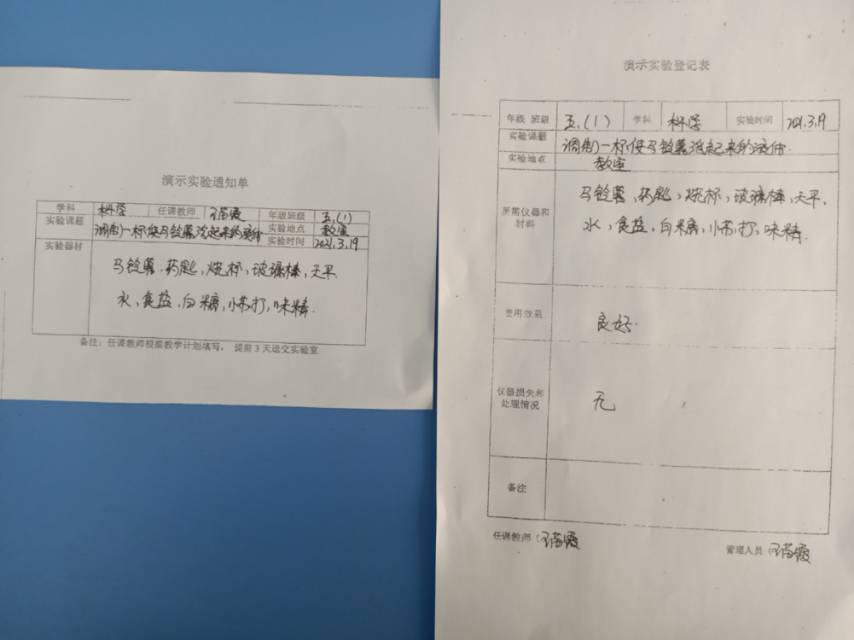 演示实验通知单
学科 科学 任课教师 年级班级 五.(1)
实验课题 调制一杯使马铃薯浮起来的液体 实验地点 教室
实验时间 2021.3.19
实验器材 马铃薯、药匙,烧杯,玻璃棒,天平
水,食盐,白糖,小苏打,味精.
备注:任课教师根据教学计划填写,提前3天送交实验室
演示实验登记表
年级 班级 五.(1) 学科 科学 实验时间 2021.3.19
实验课题 调制一杯使马铃薯浮起来的液体.
实验地点 教室
所需仪器和材料 马铃薯,药匙,烧杯,玻璃棒,天平
水,食盐,白糖,小苏打,味精.
使用效果 良好.
仪器损失和处理情况 无
备注
任课教师:
管理人员: